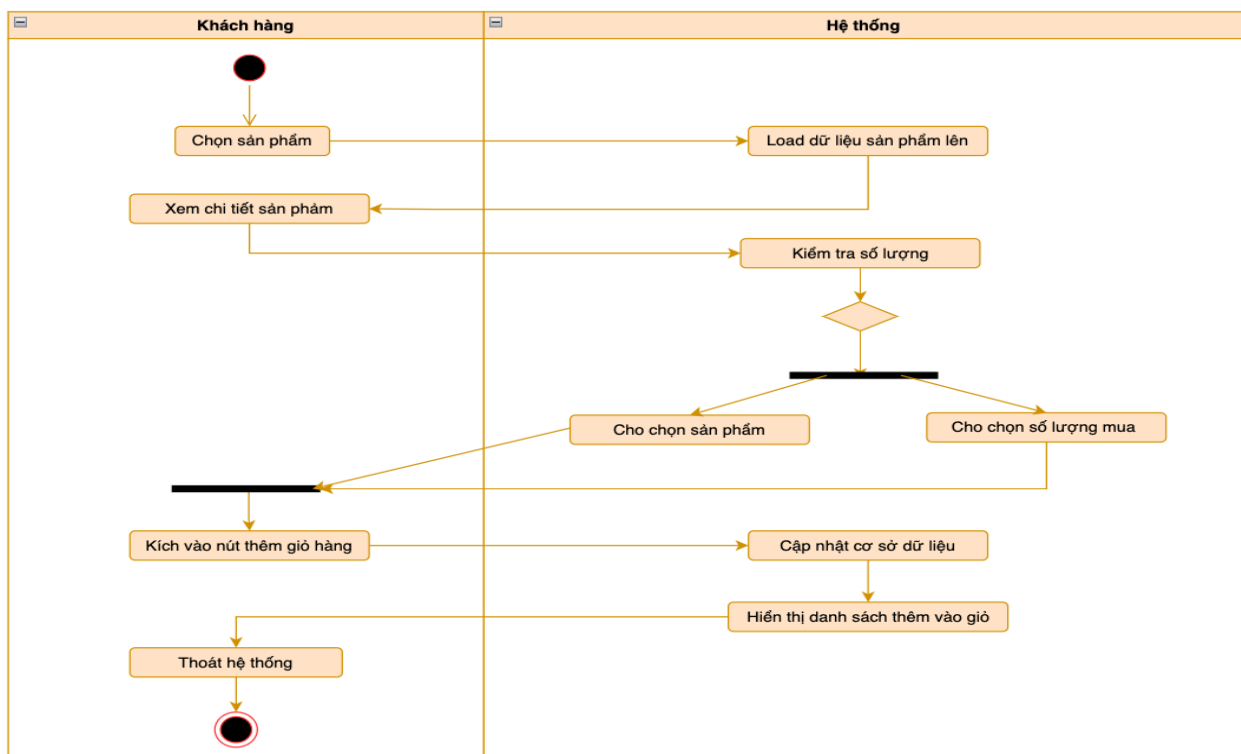 Khách hàng
Hệ thống
Chọn sản phẩm
Load dữ liệu sản phẩm lên
Xem chi tiết sản phảm
Kiểm tra số lượng
Cho chọn sản phẩm
Cho chọn số lượng mua
Kích vào nút thêm giỏ hàng
Cập nhật cơ sở dữ liệu
Hiển thị danh sách thêm vào giỏ
Thoát hệ thống